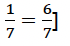 1/7 = 6/7]